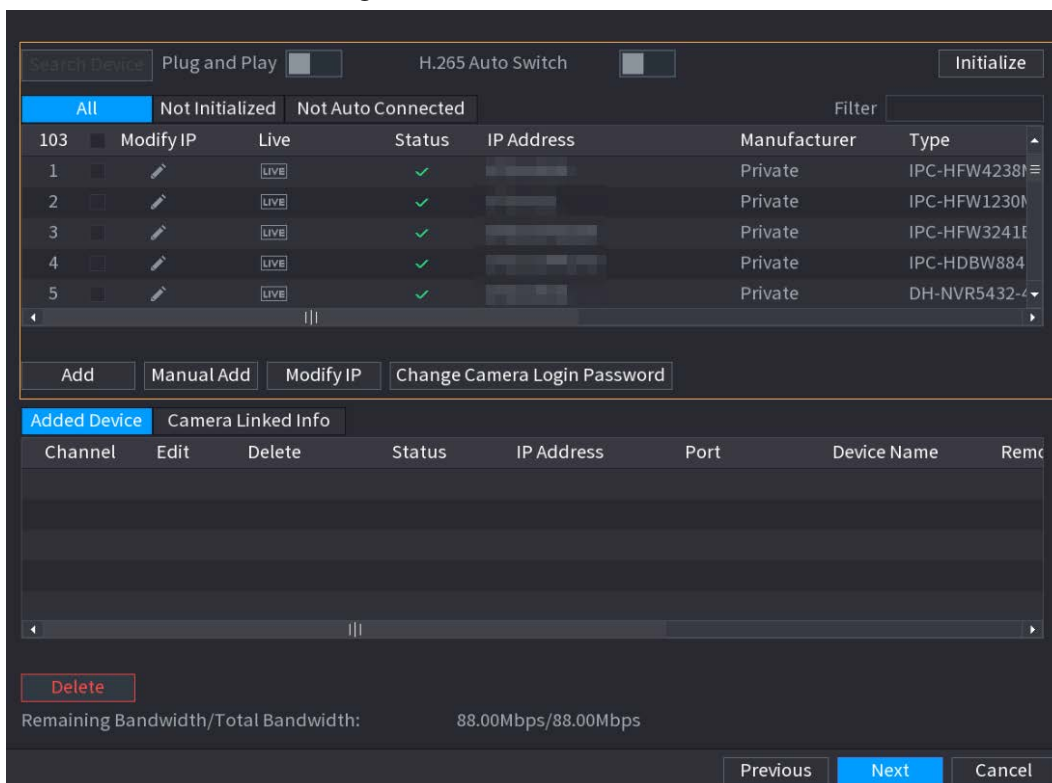 Search Device Plug and Play H.265 Auto Switch Initialize
All Not Initialized Not Auto Connected Filter
103 Modify IP Live Status IP Address Manufacturer Type
1 LIVE Private IPC-HFW4238
2 LIVE Private IPC-HFW1230
3 LIVE Private IPC-HFW3241
4 LIVE Private IPC-HDBW884
5 LIVE Private DH-NVR5432-
Add Manual Add Modify IP Change Camera Login Password
Added Device Camera Linked Info
Channel Edit Delete Status IP Address Port Device Name
Delete
Remaining Bandwidth/Total Bandwidth: 88.00Mbps/88.00Mbps
Previous Next Cancel